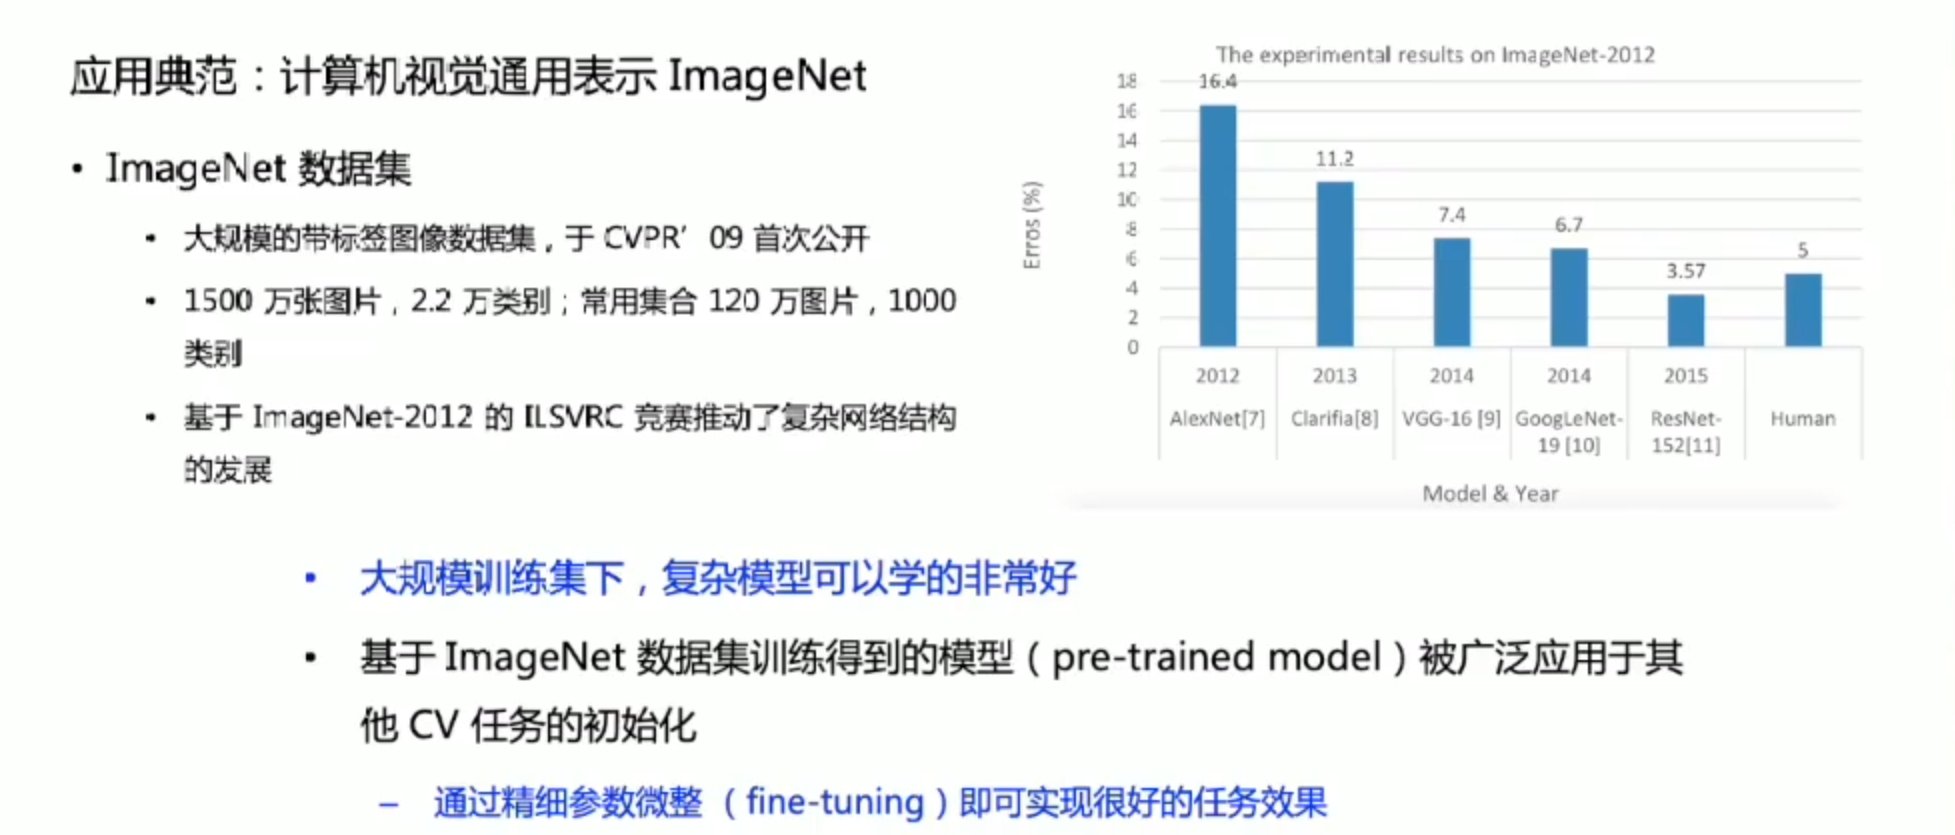 应用典范：计算机视觉通用表示 ImageNet
• ImageNet 数据集
• 大规模的带标签图像数据集，于 CVPR’ 09 首次公开
• 1500 万张图片，2.2 万类别；常用集合 120 万图片，1000
类别
• 基于 ImageNet-2012 的 ILSVRC 竞赛推动了复杂网络结构
的发展
The experimental results on ImageNet-2012
Erros (%)
18
16
14
12
10
8
6
4
2
0
16.4
11.2
7.4
6.7
3.57
5
2012 2013 2014 2014 2015
AlexNet[7] Clarifia[8] VGG-16 [9] GoogLeNet- ResNet- Human
19 [10] 152[11]
Model & Year
• 大规模训练集下，复杂模型可以学的非常好
• 基于 ImageNet 数据集训练得到的模型（pre-trained model）被广泛应用于其
他 CV 任务的初始化
– 通过精细参数微整 （fine-tuning）即可实现很好的任务效果